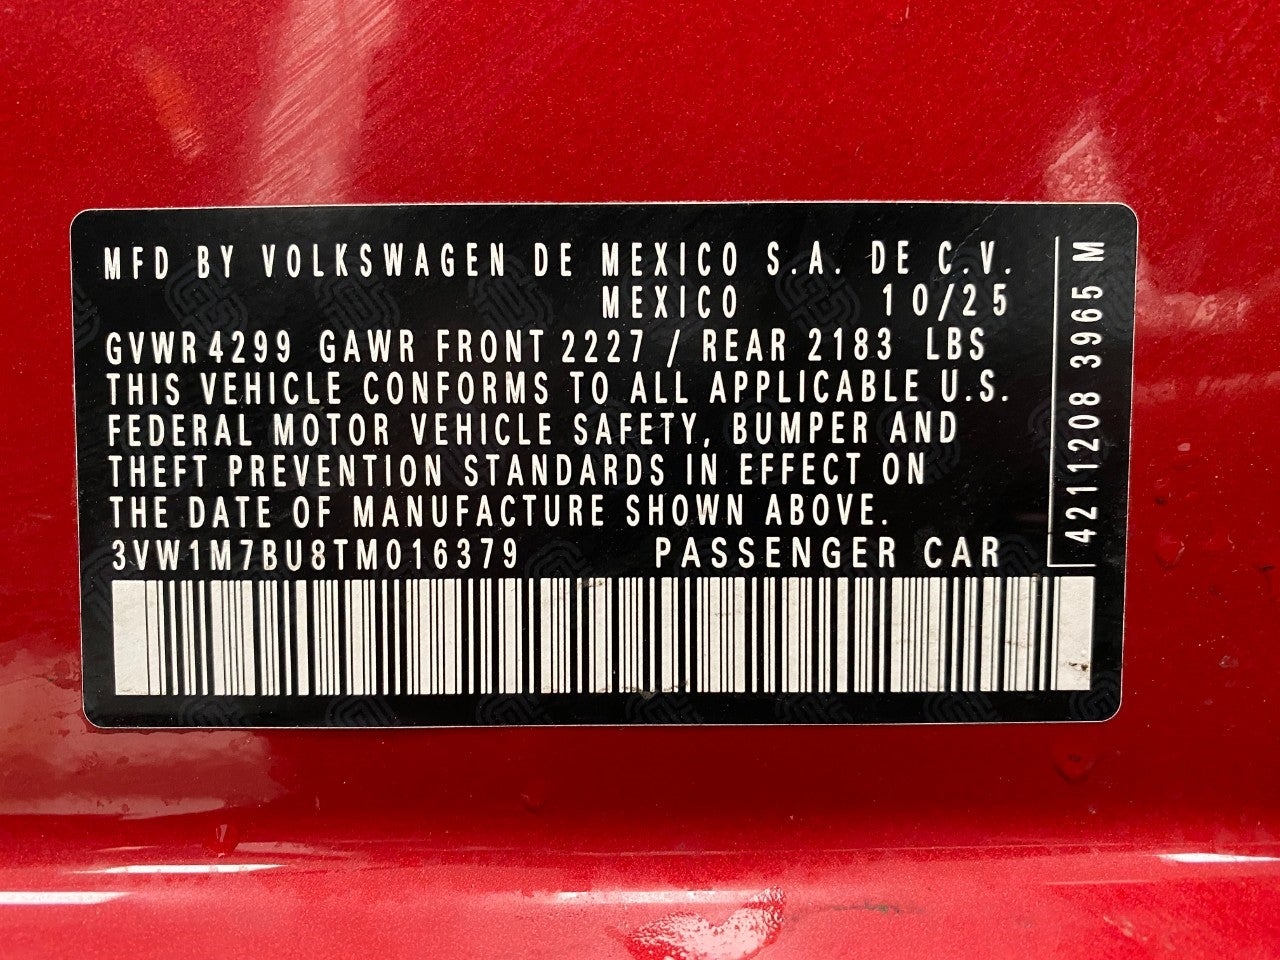 MFD BY VOLKSWAGEN DE MEXICO S.A. DE C.V.
MEXICO 10/25
GVWR 4299 GAWR FRONT 2227 / REAR 2183 LBS
THIS VEHICLE CONFORMS TO ALL APPLICABLE U.S.
FEDERAL MOTOR VEHICLE SAFETY, BUMPER AND
THEFT PREVENTION STANDARDS IN EFFECT ON
THE DATE OF MANUFACTURE SHOWN ABOVE.
3VW1M7BU8TM016379 PASSENGER CAR
4211208 3965 M